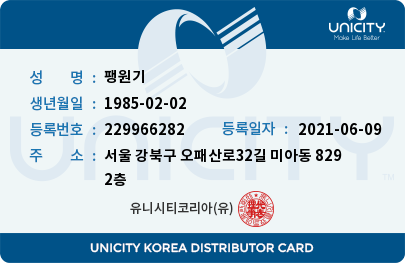 UNICITY
Make Life Better
성 명 : 팽원기
생년월일 : 1985-02-02
등록번호 : 229966282 등록일자 : 2021-06-09
주 소 : 서울 강북구 오패산로32길 미아동 829
2층
UNICITY
유니시티코리아(유)
UNICITY KOREA DISTRIBUTOR CARD